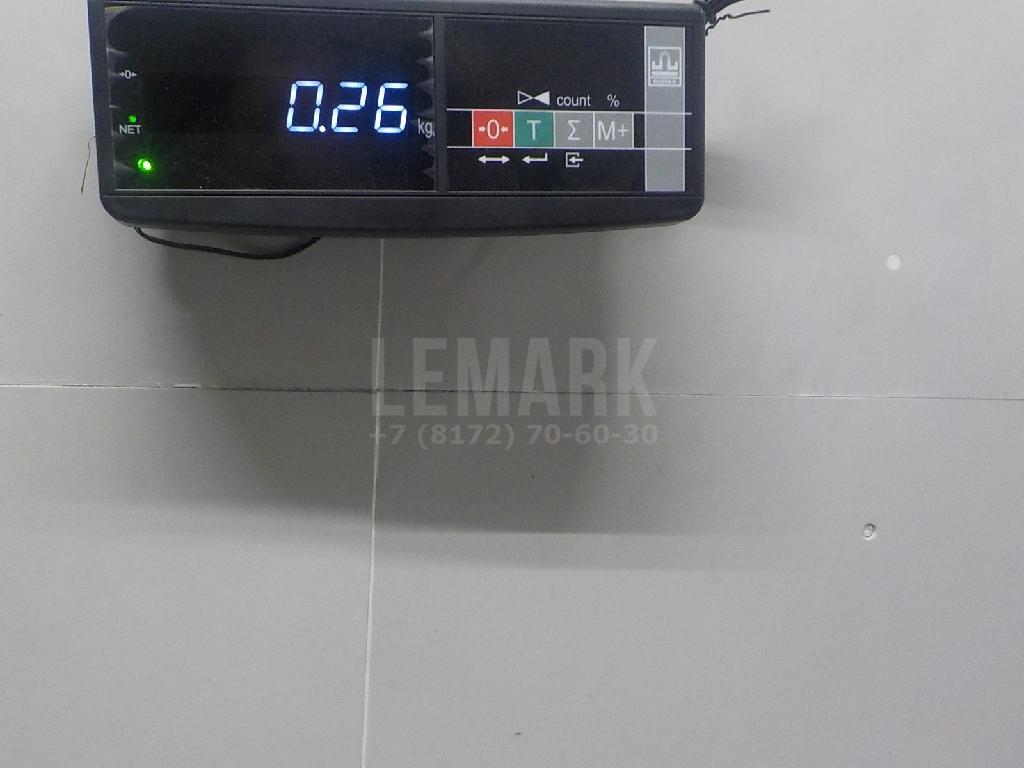 →0←
0.26
kg
NET
count %
→0← T Σ M+
LEMARK
+7 (8172) 70-60-30